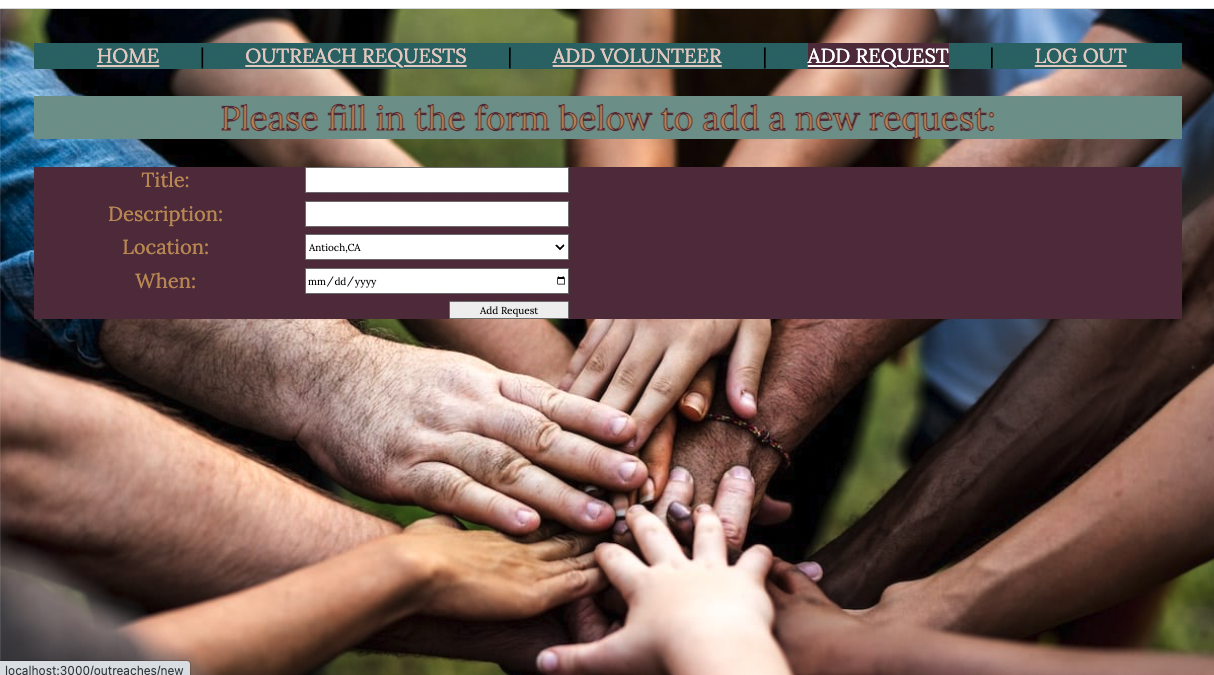 HOME | OUTREACH REQUESTS | ADD VOLUNTEER | ADD REQUEST | LOG OUT
Please fill in the form below to add a new request:
Title:
Description:
Location: Antioch,CA
When: mm/dd/yyyy
Add Request
localhost:3000/outreaches/new